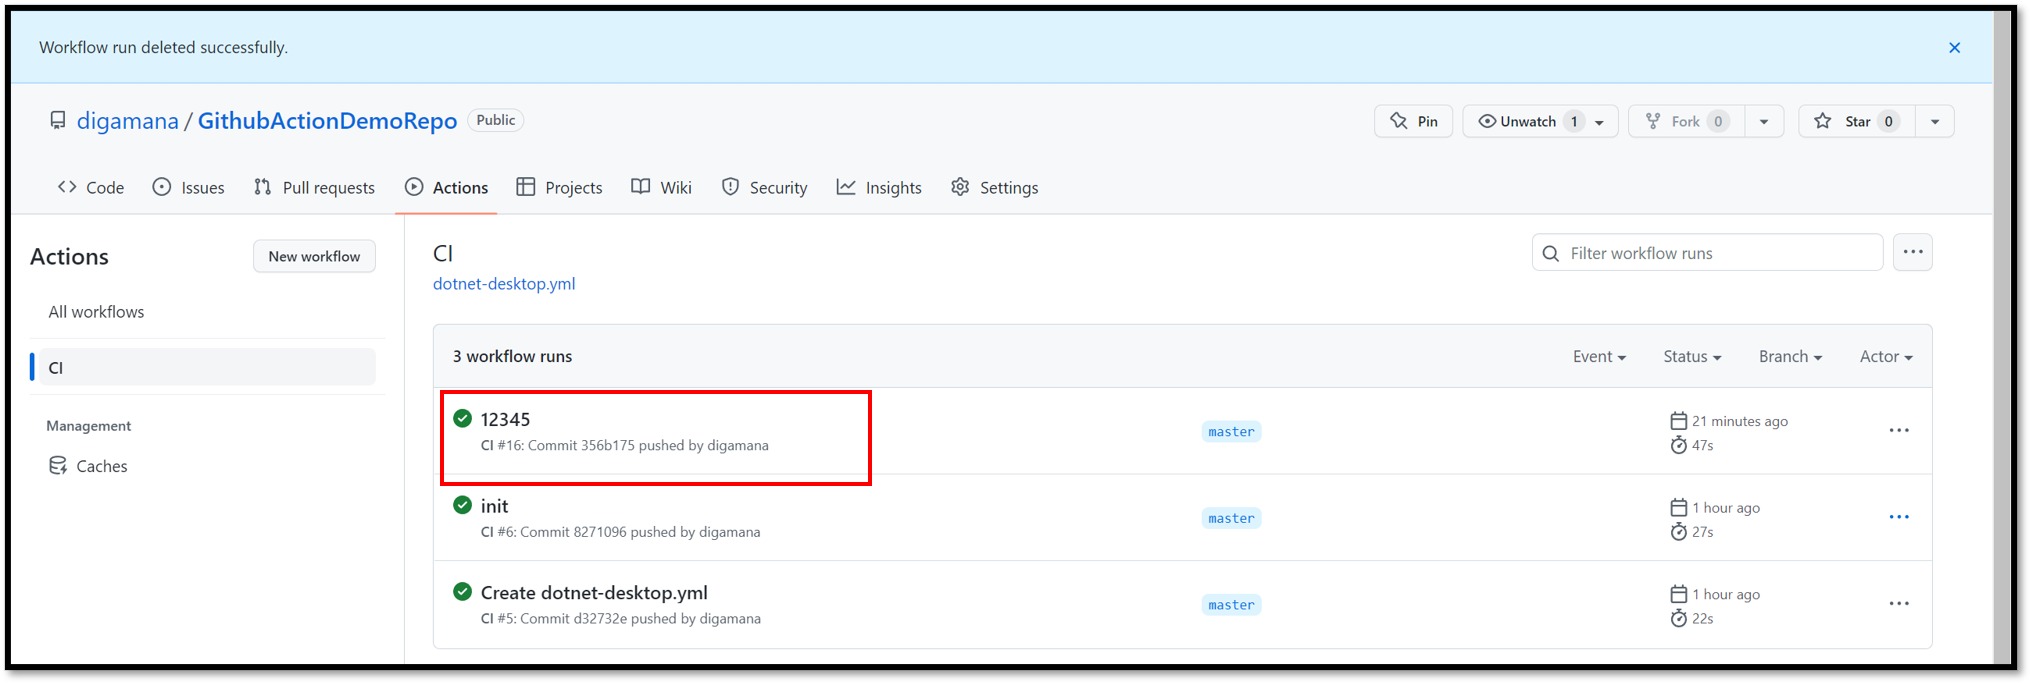 Workflow run deleted successfully.
digamana / GithubActionDemoRepo Public
Pin Unwatch 1 Fork 0 Star 0
Code Issues Pull requests Actions Projects Wiki Security Insights Settings
Actions New workflow
All workflows
CI
Management
Caches
CI
dotnet-desktop.yml
Filter workflow runs
3 workflow runs Event Status Branch Actor
12345
CI #16: Commit 356b175 pushed by digamana
master
21 minutes ago
47s
init
CI #6: Commit 8271096 pushed by digamana
master
1 hour ago
27s
Create dotnet-desktop.yml
CI #5: Commit d32732e pushed by digamana
master
1 hour ago
22s